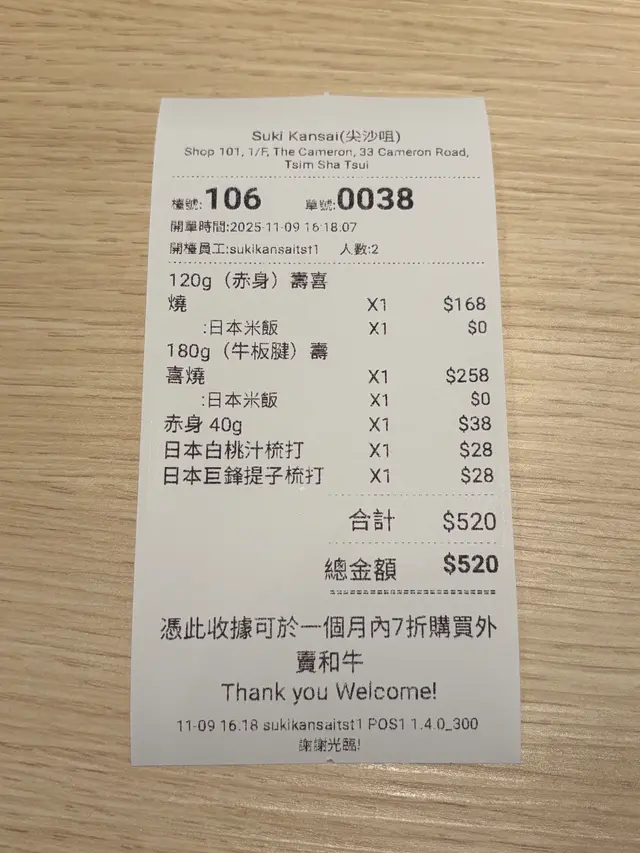 Suki Kansai(尖沙咀)
Shop 101, 1/F, The Cameron, 33 Cameron Road,
Tsim Sha Tsui
檯號:106 單號:0038
開單時間:2025-11-09 16:18:07
開檯員工:sukikansaitst1 人數:2
120g（赤身）壽喜
燒 X1 $168
:日本米飯 X1 $0
180g（牛板腱）壽
喜燒 X1 $258
:日本米飯 X1 $0
赤身 40g X1 $38
日本白桃汁梳打 X1 $28
日本巨鋒提子梳打 X1 $28
合計 $520
總金額 $520
憑此收據可於一個月內7折購買外
賣和牛
Thank you Welcome!
11-09 16:18 sukikansaitst1 POS1 1.4.0_300
謝謝光臨!